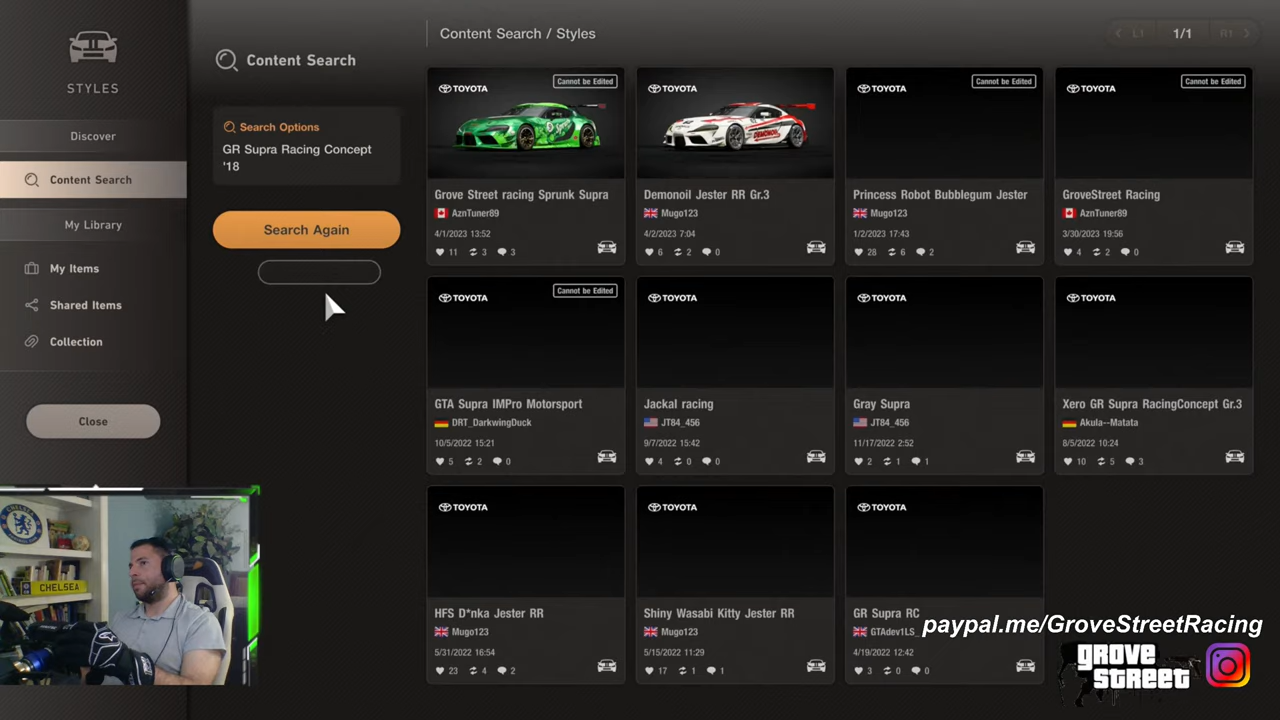 STYLES
Discover
Content Search
My Library
My Items
Shared Items
Collection
Close
Content Search
Search Options
GR Supra Racing Concept
'18
Search Again
Content Search / Styles
L1
1/1
R1
TOYOTA
Cannot be Edited
Grove Street racing Sprunk Supra
AznTuner89
4/1/2023 13:52
11 3 3
TOYOTA
DEMONOIL
Demonoil Jester RR Gr.3
Mugo123
4/2/2023 7:04
6 2 0
TOYOTA
Cannot be Edited
Princess Robot Bubblegum Jester
Mugo123
1/2/2023 17:43
28 6 2
TOYOTA
Cannot be Edited
GroveStreet Racing
AznTuner89
3/30/2023 19:56
4 2 0
TOYOTA
Cannot be Edited
GTA Supra IMPro Motorsport
DRT_DarkwingDuck
10/5/2022 15:21
5 2 0
TOYOTA
Jackal racing
JT84_456
9/7/2022 15:42
4 0 0
TOYOTA
Gray Supra
JT84_456
11/17/2022 2:52
2 1 1
TOYOTA
Xero GR Supra RacingConcept Gr.3
Akula--Matata
8/5/2022 10:24
10 5 3
TOYOTA
HFS D*nka Jester RR
Mugo123
5/31/2022 16:54
23 4 2
TOYOTA
Shiny Wasabi Kitty Jester RR
Mugo123
5/15/2022 11:29
17 1 1
TOYOTA
GR Supra RC
GTAdev1LS_
4/19/2022 12:42
3 0 0
CHELSEA
paypal.me/GroveStreetRacing
grove
street